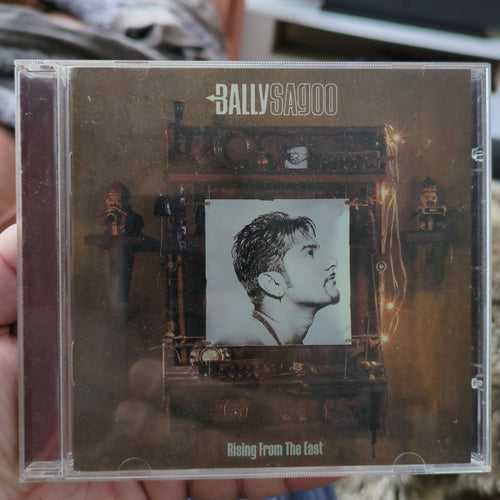 BALLYSAGOO
Rising From The East